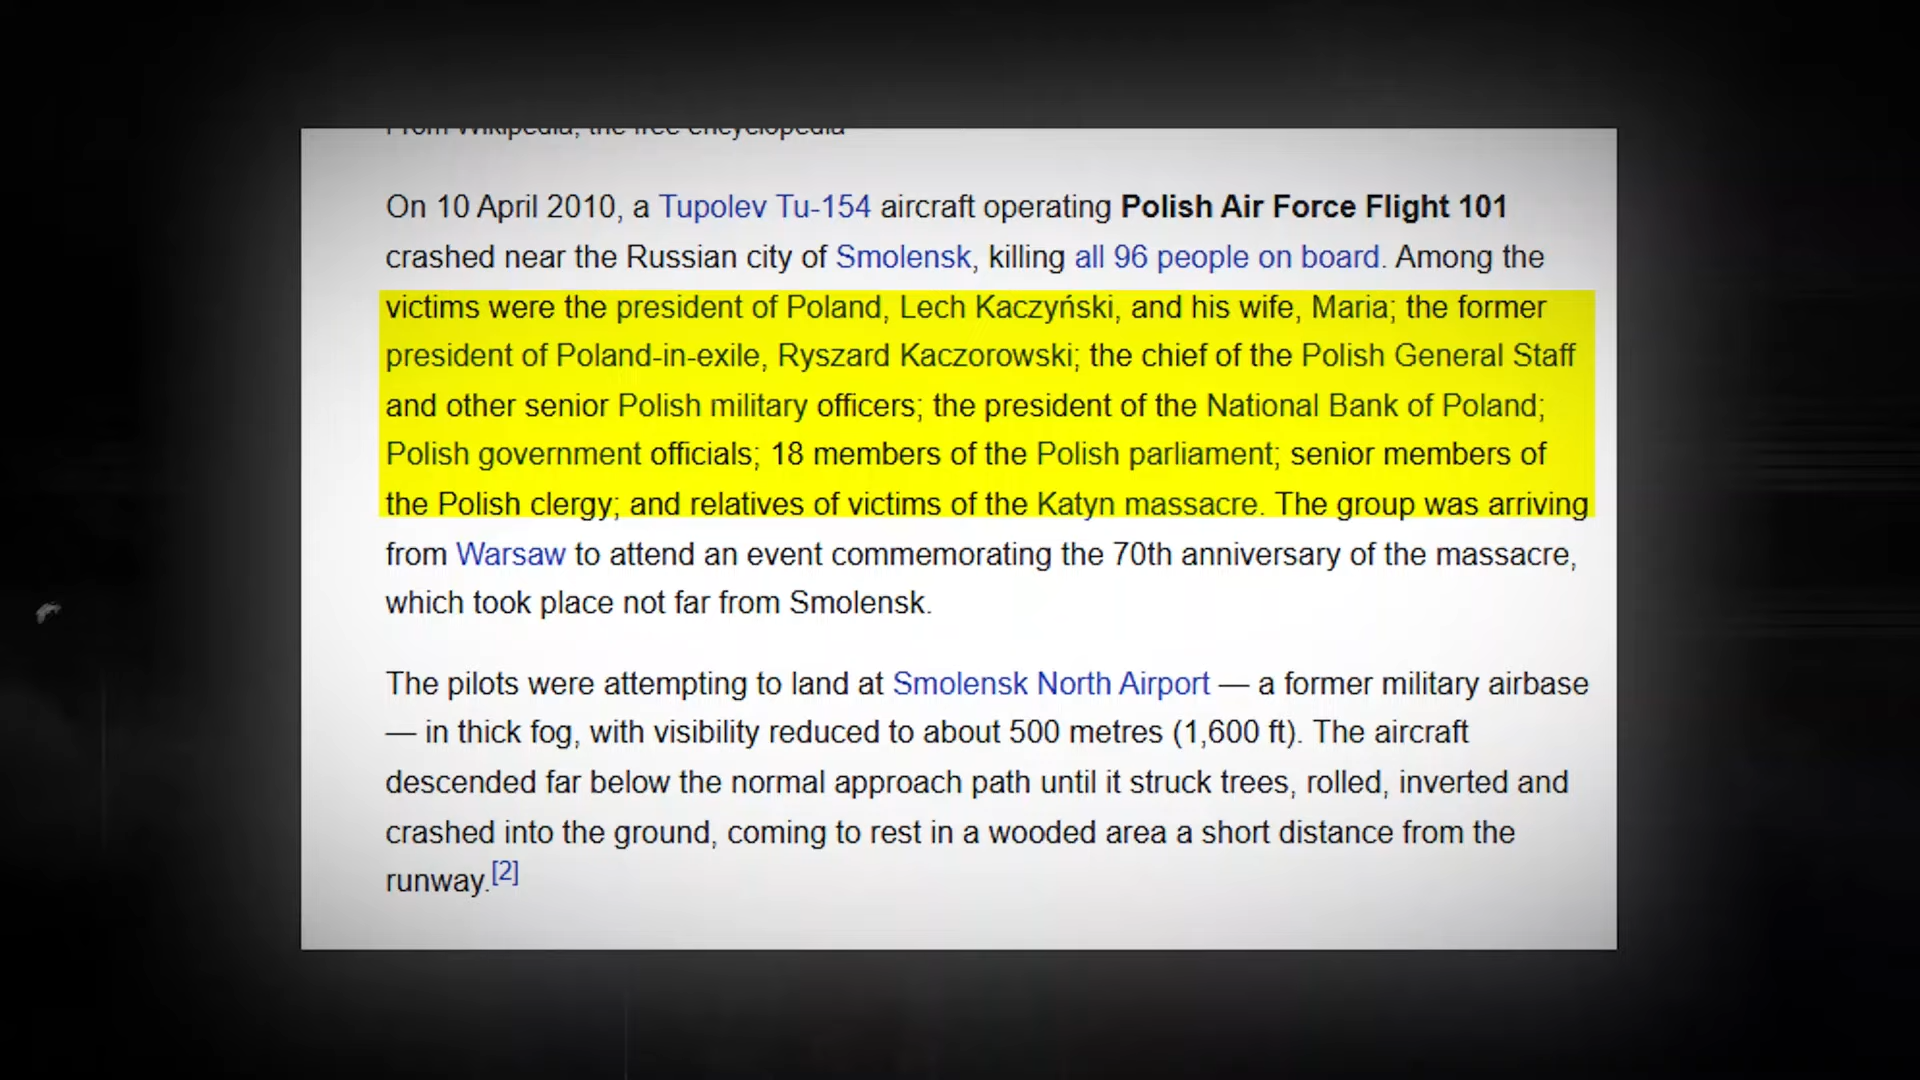 From Wikipedia, the free encyclopedia
On 10 April 2010, a Tupolev Tu-154 aircraft operating Polish Air Force Flight 101
crashed near the Russian city of Smolensk, killing all 96 people on board. Among the
victims were the president of Poland, Lech Kaczyński, and his wife, Maria; the former
president of Poland-in-exile, Ryszard Kaczorowski; the chief of the Polish General Staff
and other senior Polish military officers; the president of the National Bank of Poland;
Polish government officials; 18 members of the Polish parliament; senior members of
the Polish clergy; and relatives of victims of the Katyn massacre. The group was arriving
from Warsaw to attend an event commemorating the 70th anniversary of the massacre,
which took place not far from Smolensk.
The pilots were attempting to land at Smolensk North Airport — a former military airbase
— in thick fog, with visibility reduced to about 500 metres (1,600 ft). The aircraft
descended far below the normal approach path until it struck trees, rolled, inverted and
crashed into the ground, coming to rest in a wooded area a short distance from the
runway.[2]